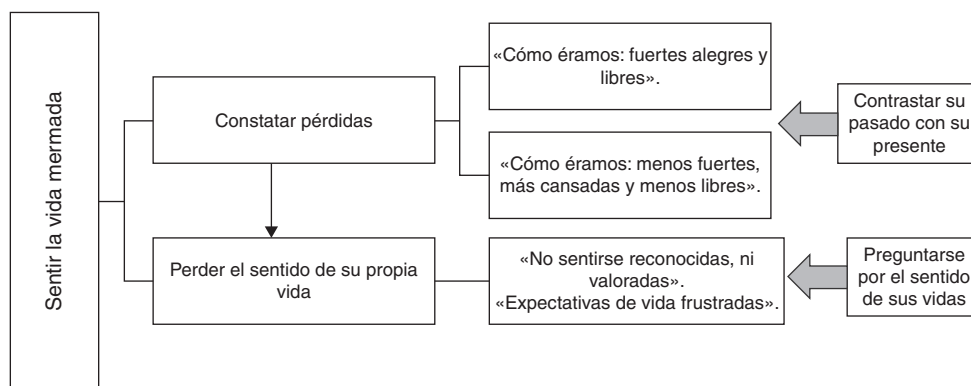 Sentir la vida mermada
Constatar pérdidas
«Cómo éramos: fuertes alegres y
libres».
«Cómo éramos: menos fuertes,
más cansadas y menos libres».
Contrastar su
pasado con su
presente
Perder el sentido de su propia
vida
«No sentirse reconocidas, ni
valoradas».
«Expectativas de vida frustradas».
Preguntarse
por el sentido
de sus vidas